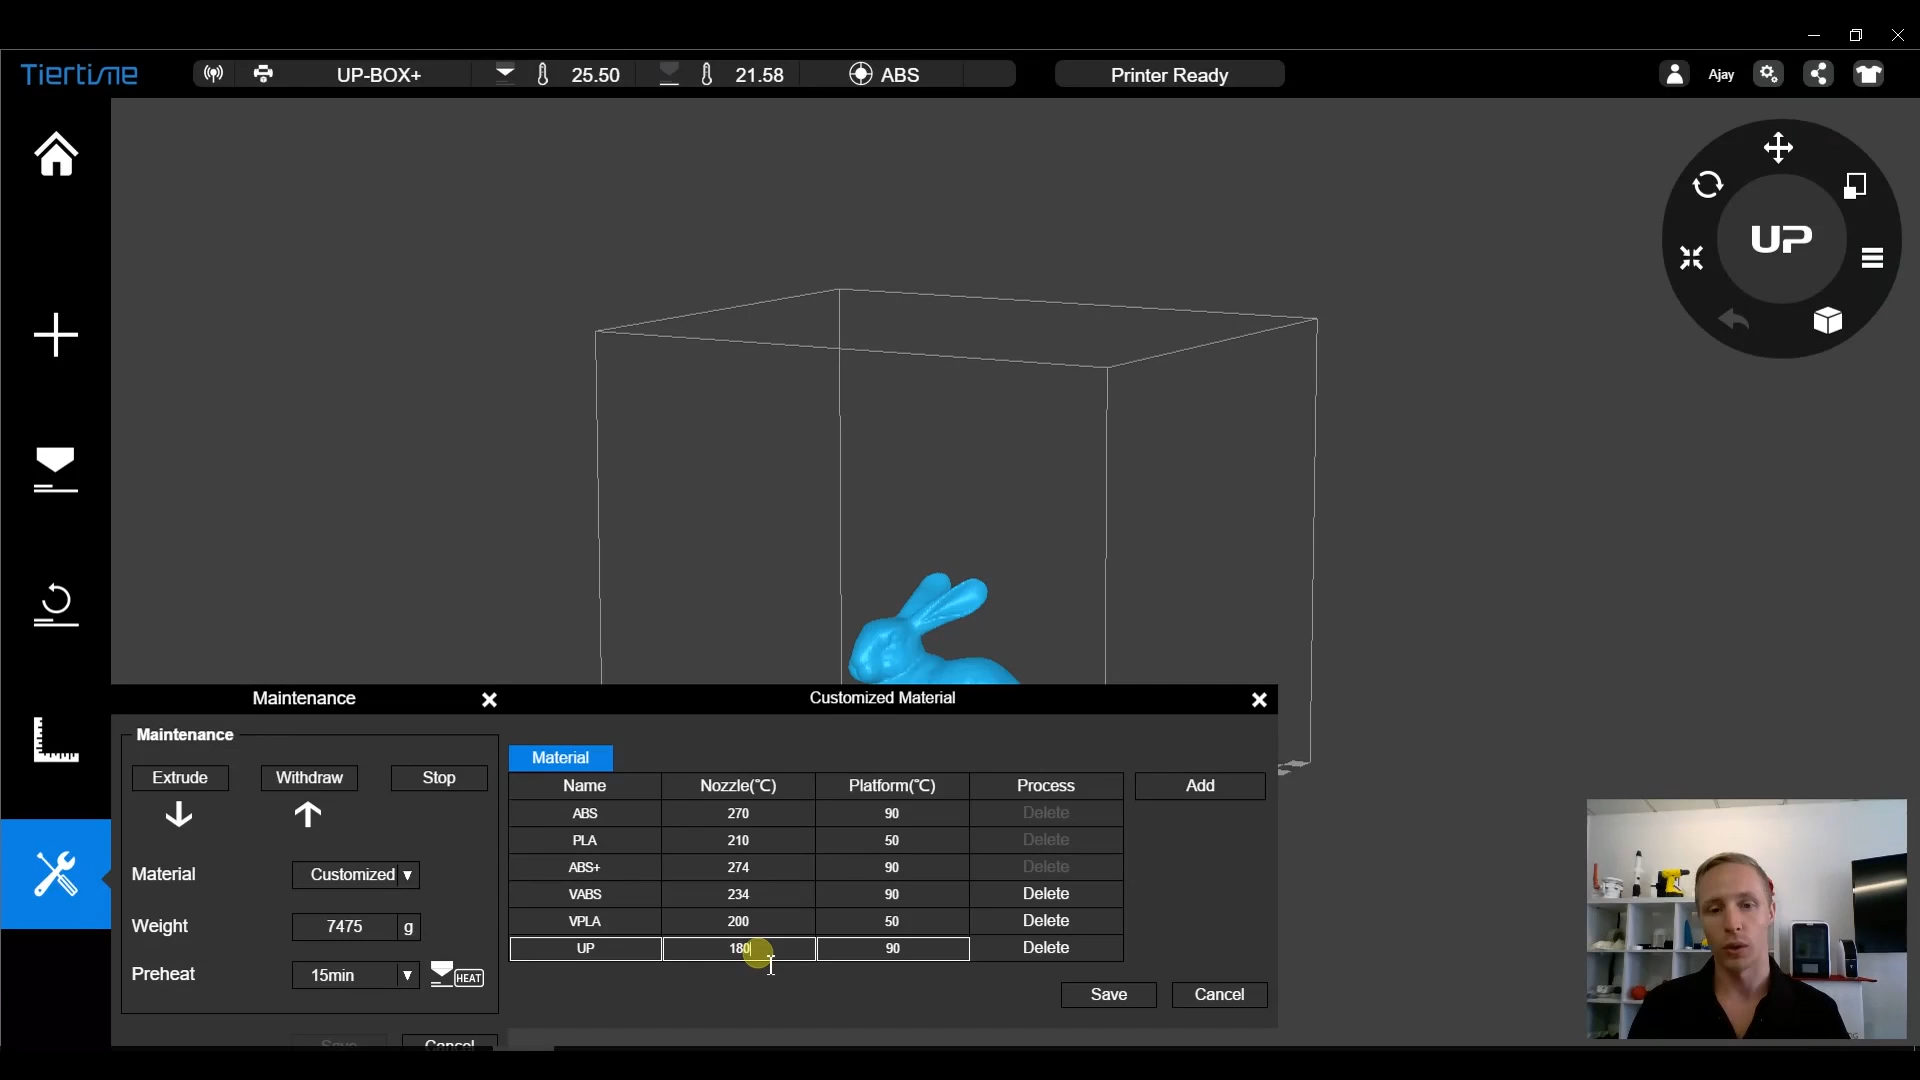 Tiertime
UP-BOX+
25.50
21.58
ABS
Printer Ready
Ajay
UP
Maintenance
Customized Material
Maintenance
Extrude
Withdraw
Stop
Material
Customized
Weight
7475
g
Preheat
15min
HEAT
Save
Cancel
Material
Name Nozzle(℃) Platform(℃) Process
ABS 270 90 Delete
PLA 210 50 Delete
ABS+ 274 90 Delete
VABS 234 90 Delete
VPLA 200 50 Delete
UP 180 90 Delete
Add
Save
Cancel